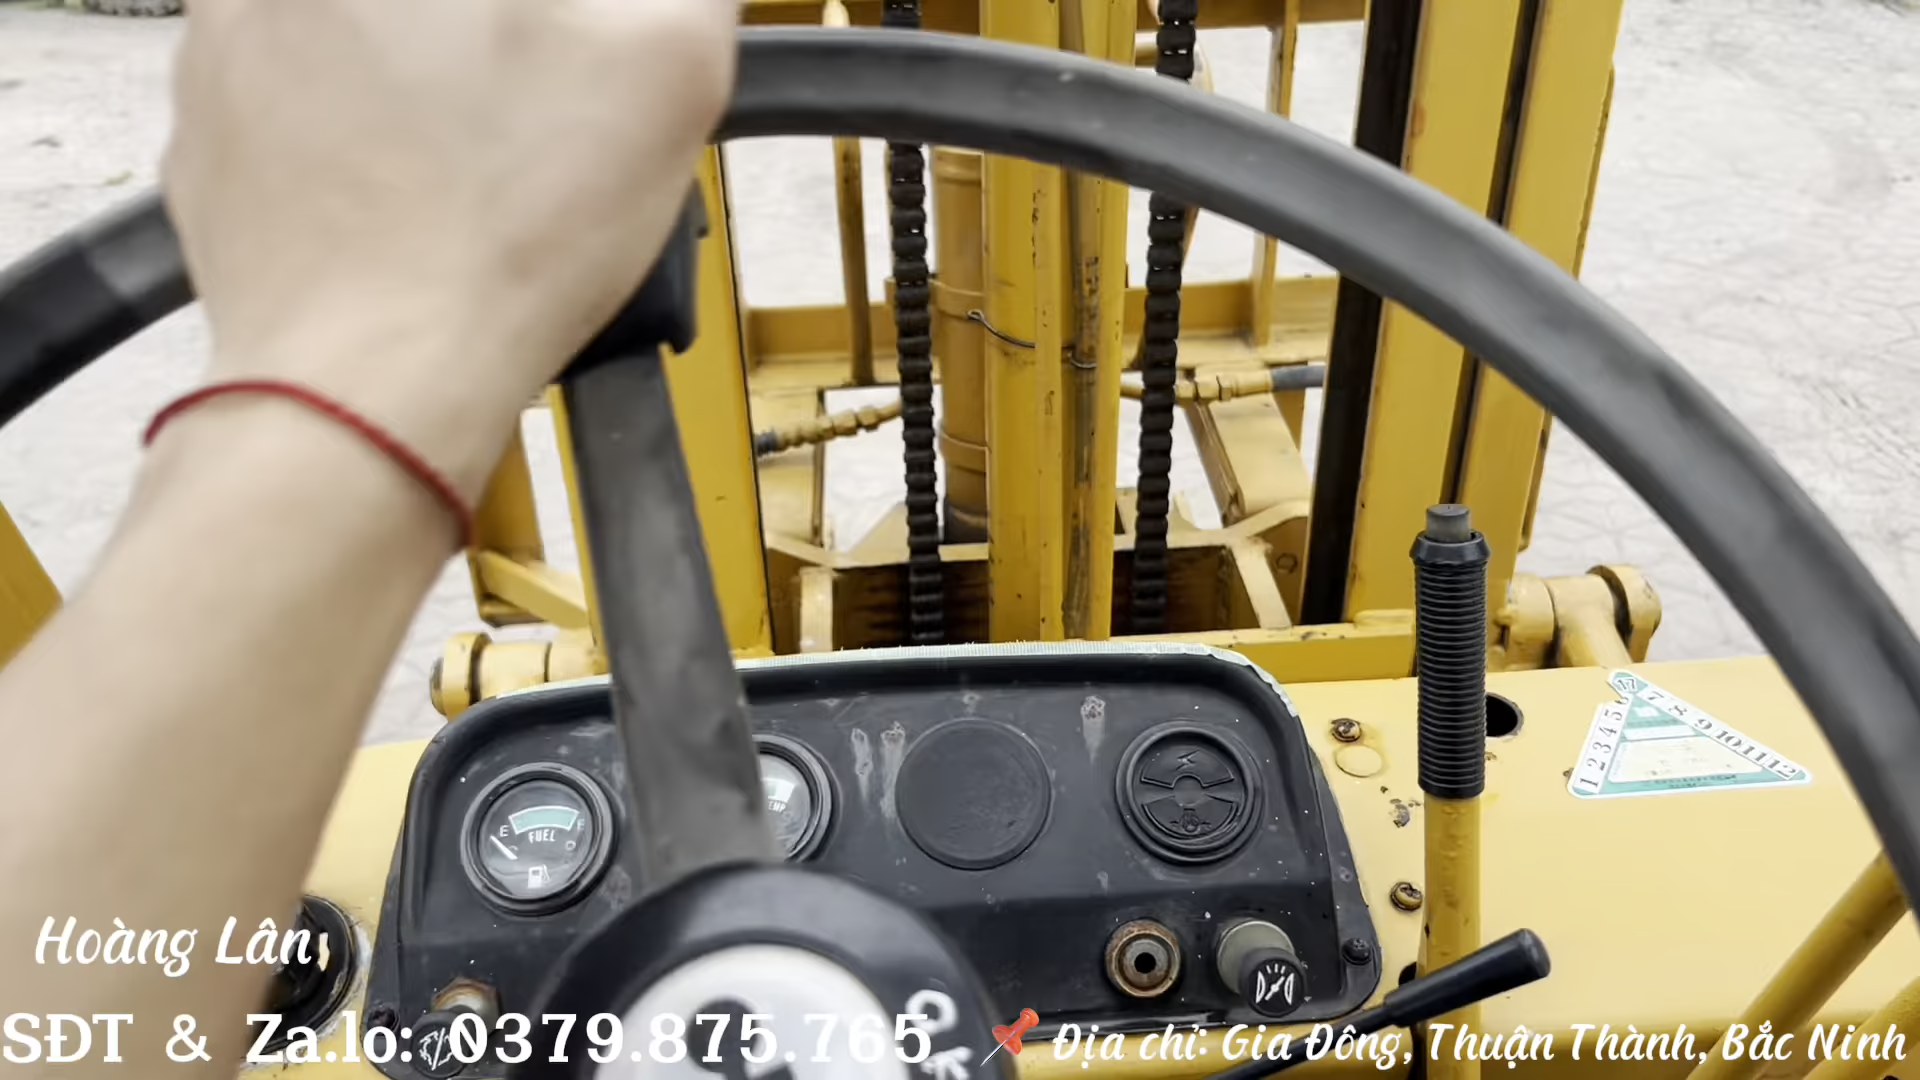 17
1 2 3 4 5 6
7 8 9 10 11 12
E
FUEL
F
Hoàng Lân
SĐT & Za.lo: 0379.875.765
Địa chỉ: Gia Đông, Thuận Thành, Bắc Ninh